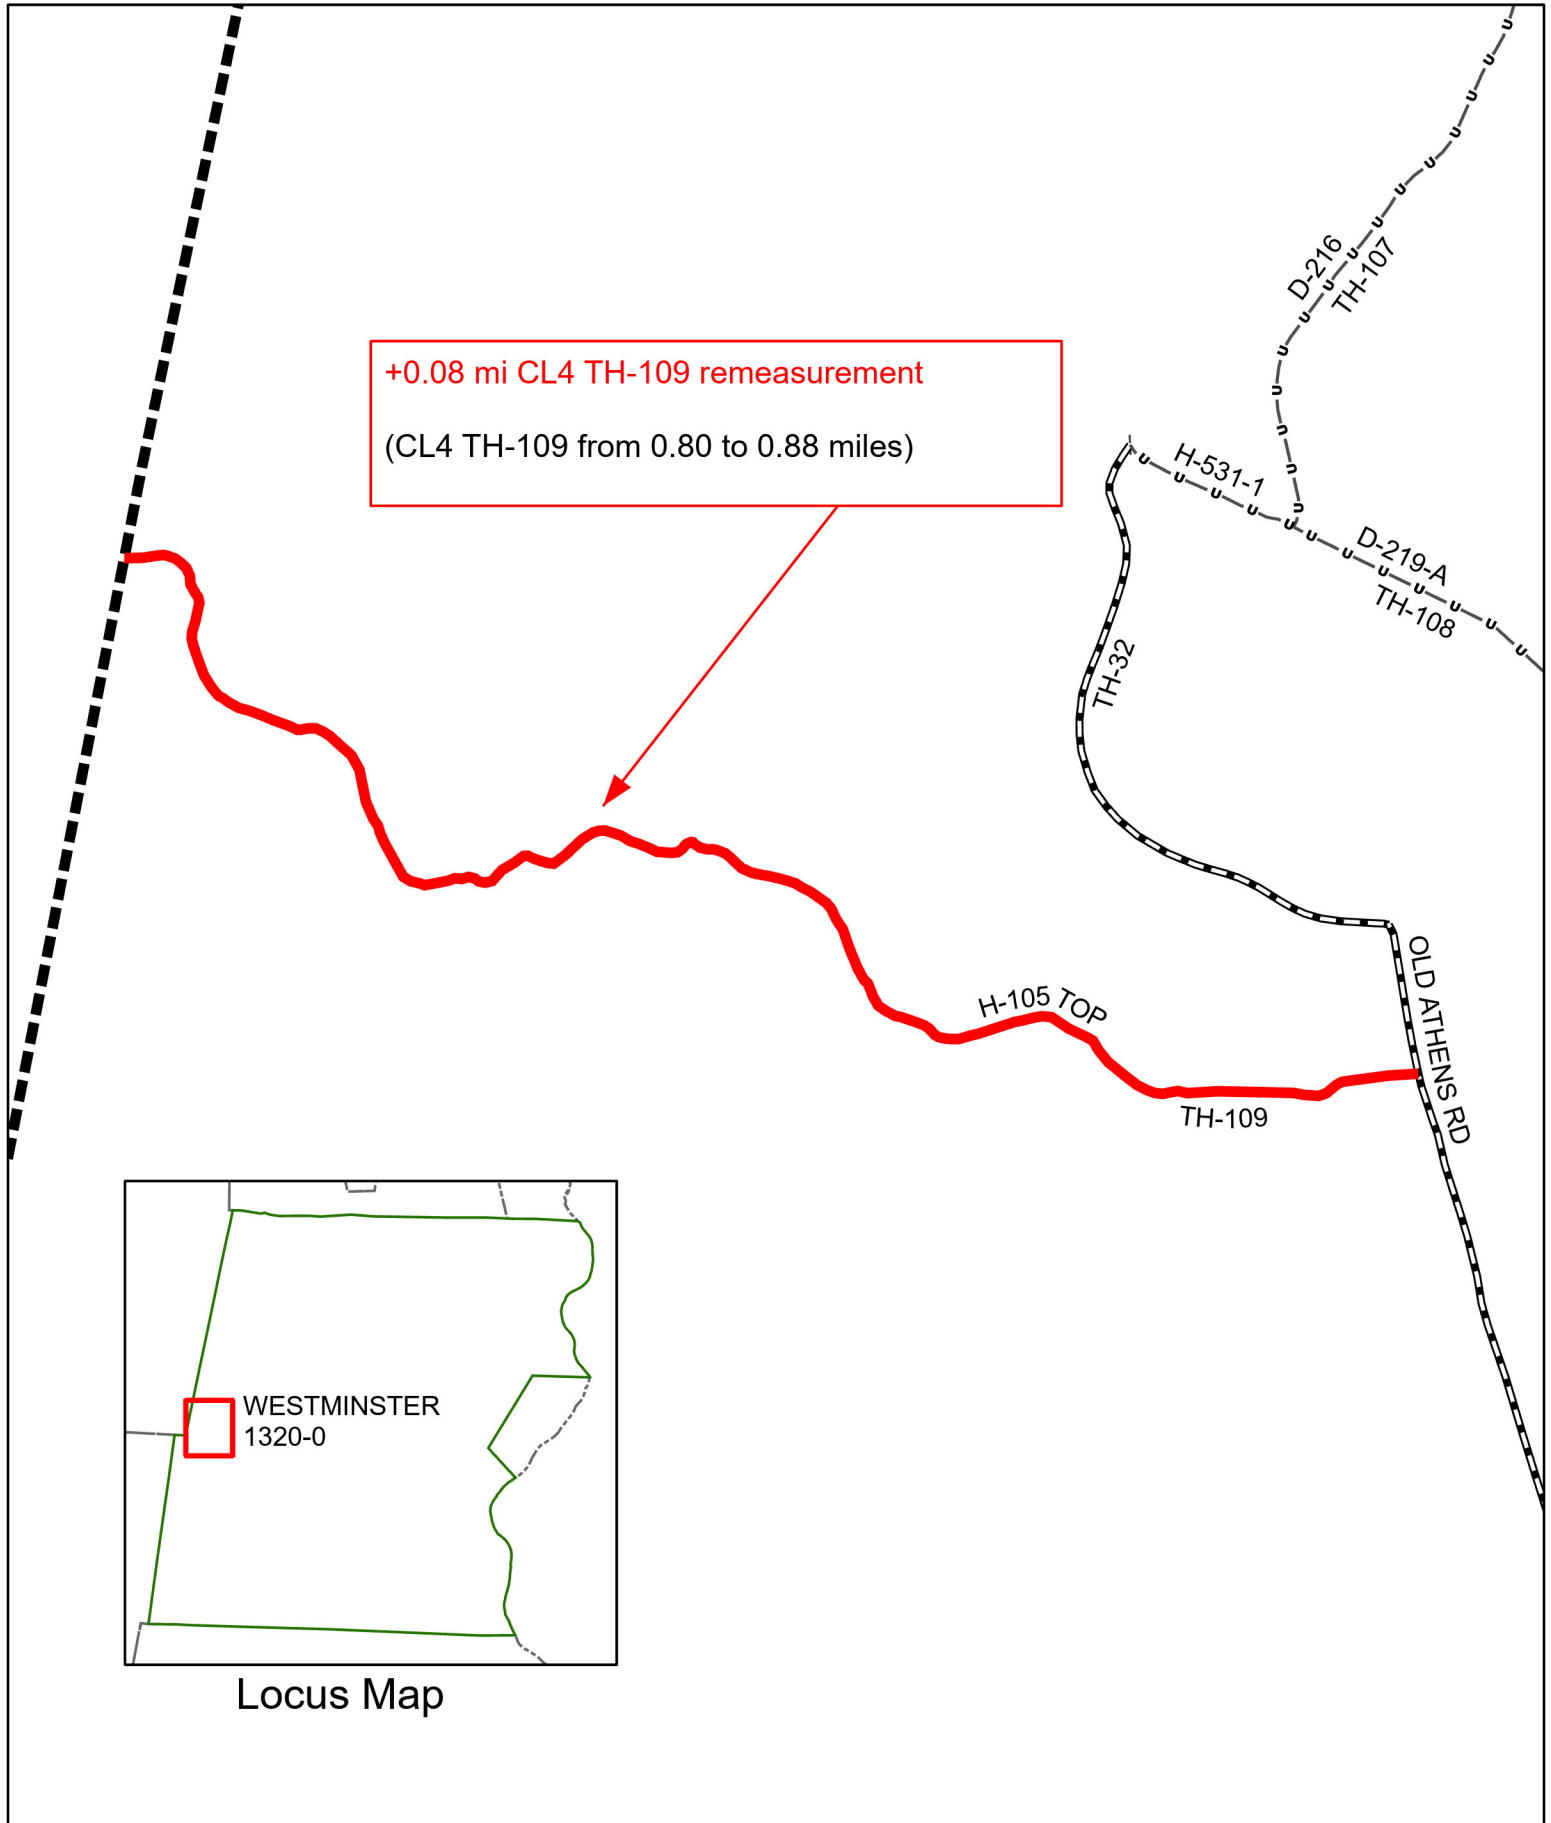 D-216
TH-107
+0.08 mi CL4 TH-109 remeasurement
(CL4 TH-109 from 0.80 to 0.88 miles)
H-531-1
D-219-A
TH-108
TH-32
OLD ATHENS RD
H-105 TOP
TH-109
WESTMINSTER
1320-0
Locus Map